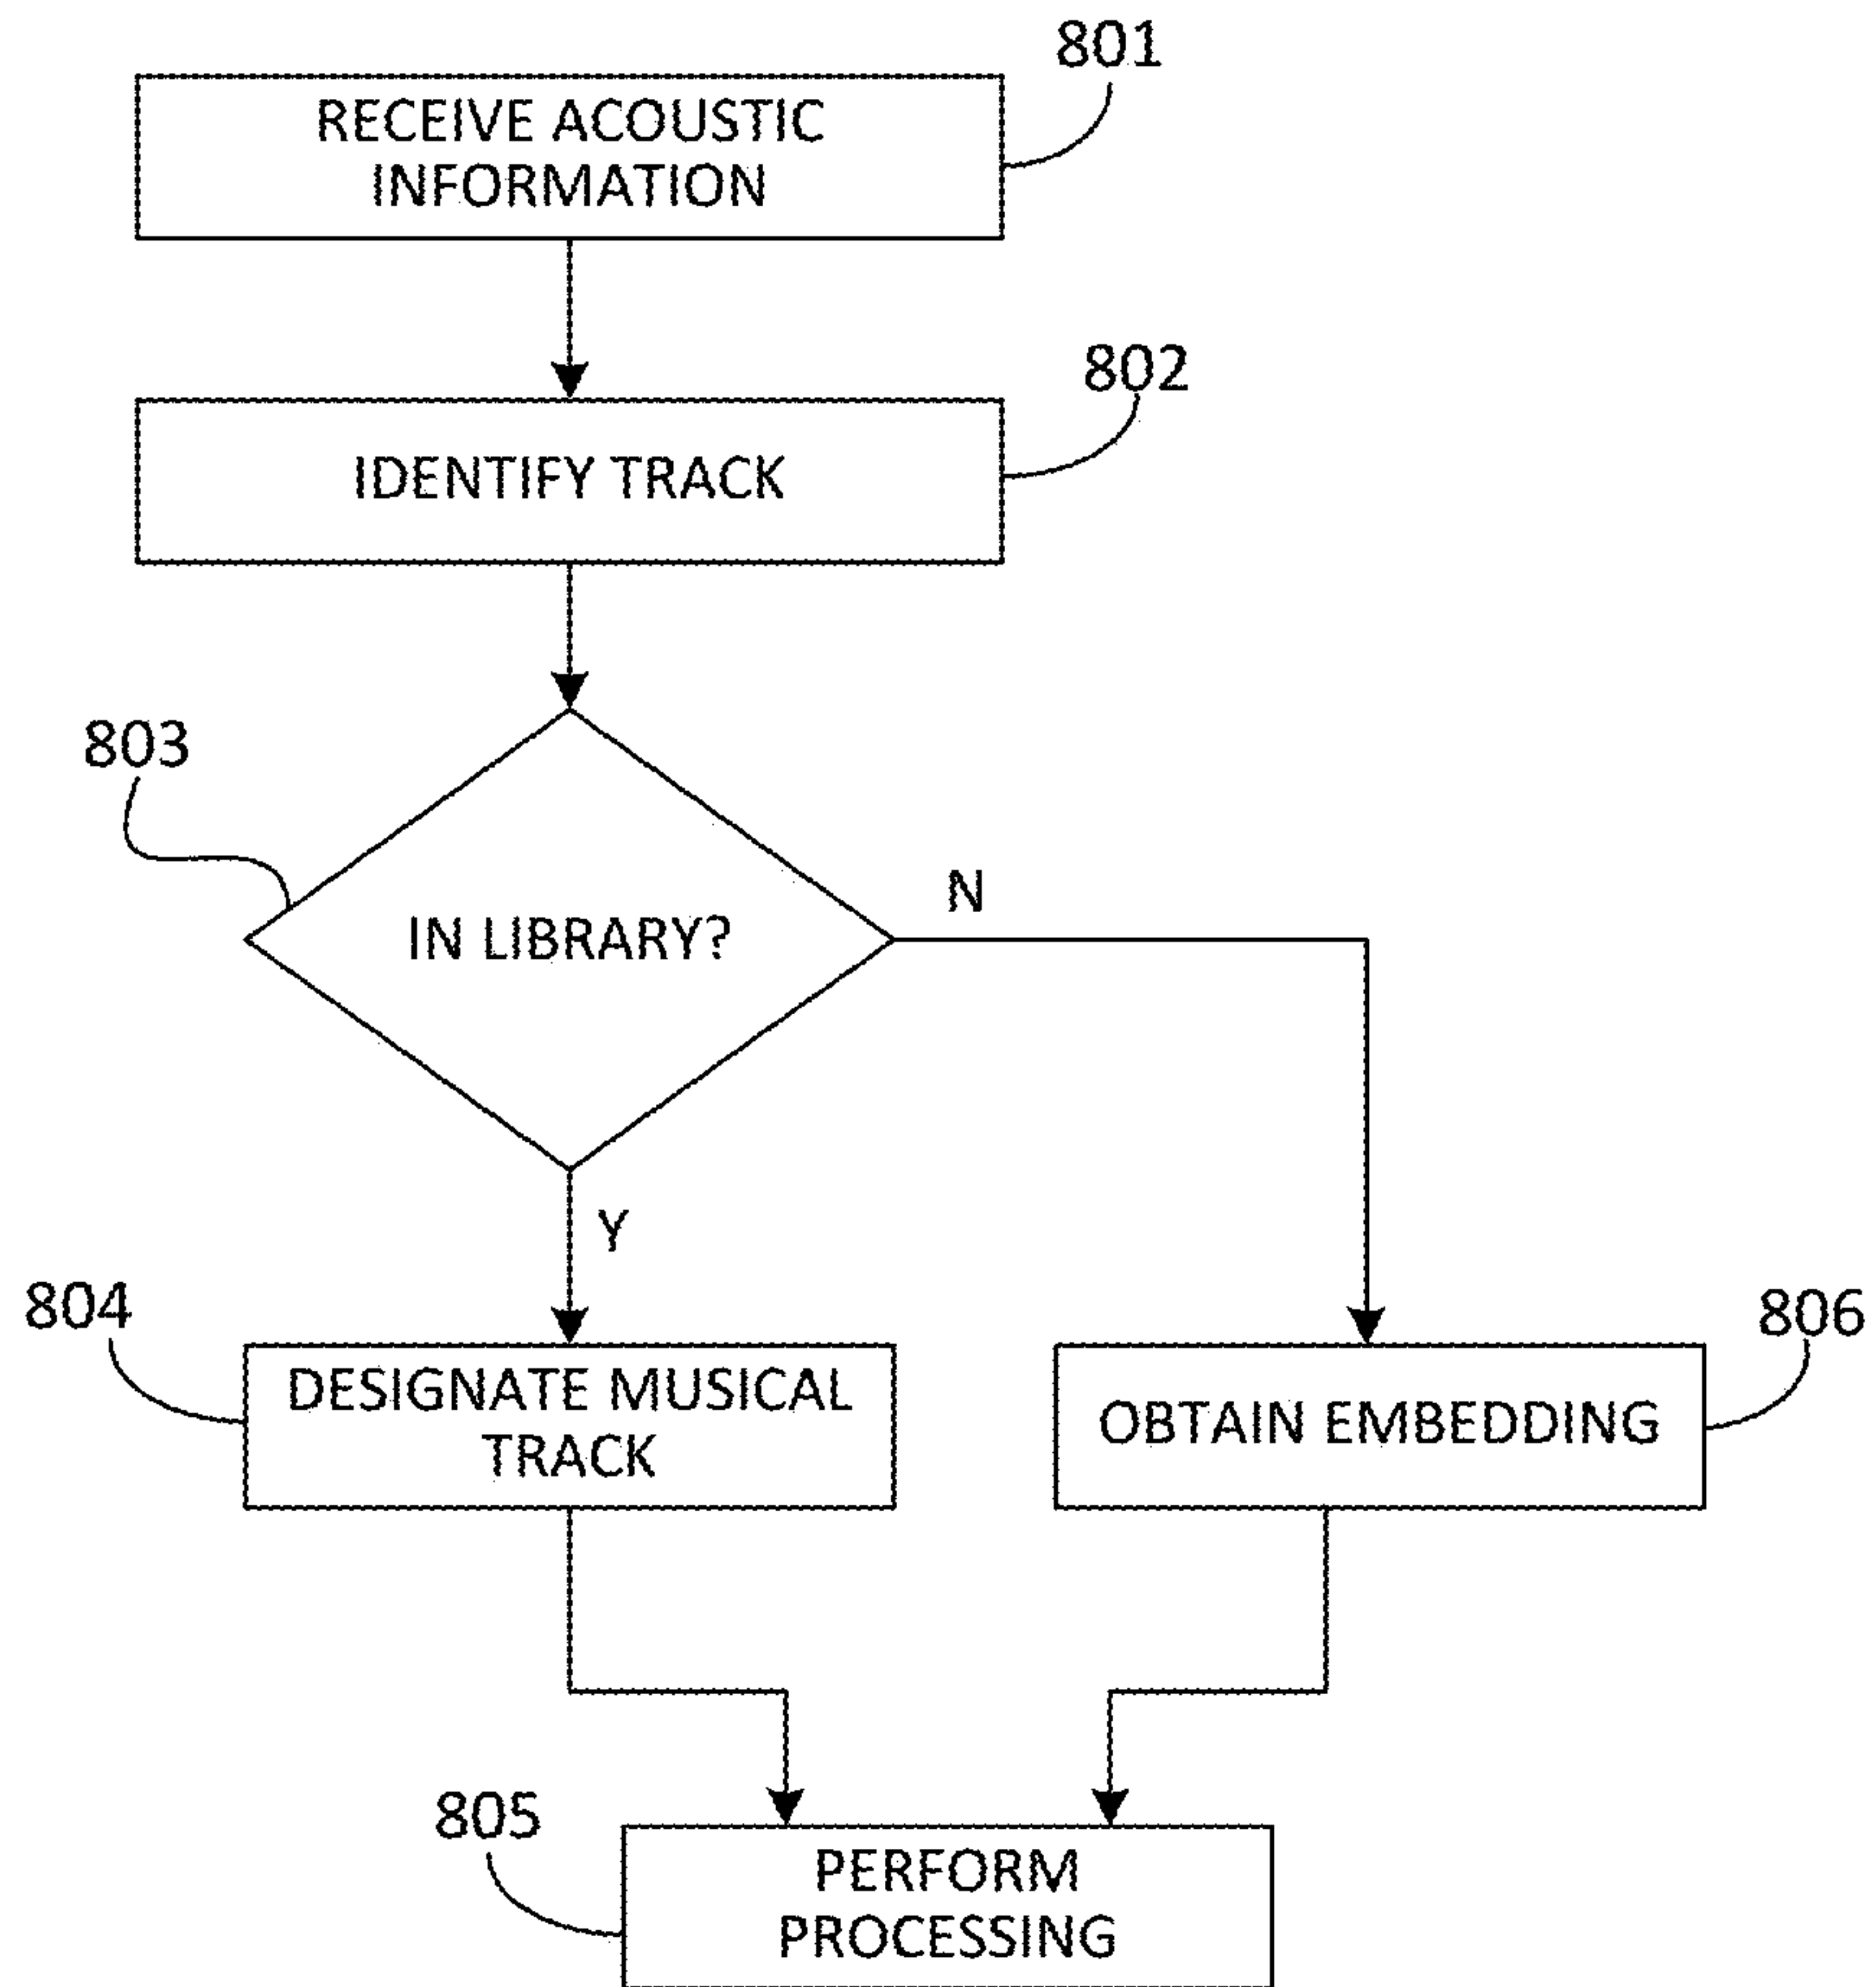 801
RECEIVE ACOUSTIC
INFORMATION
802
IDENTIFY TRACK
803
IN LIBRARY?
N
Y
804
DESIGNATE MUSICAL
TRACK
806
OBTAIN EMBEDDING
805
PERFORM
PROCESSING